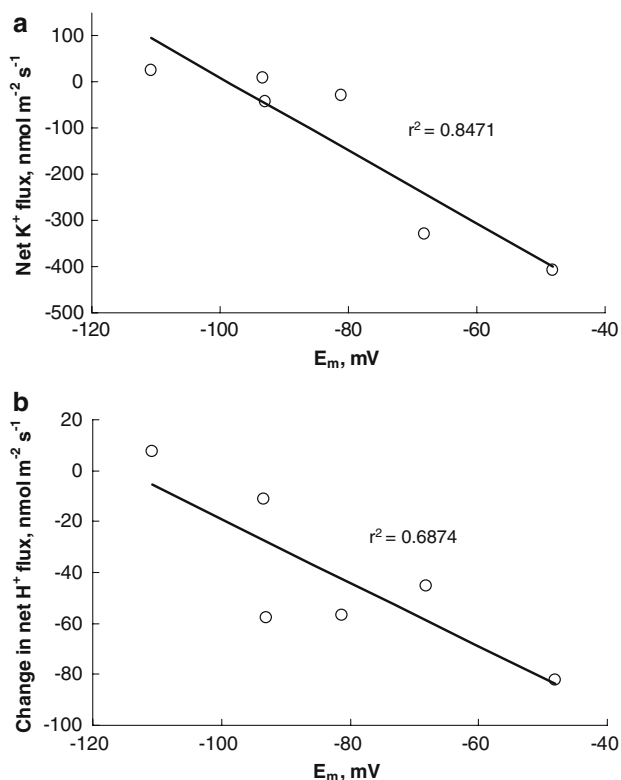 a
Net K⁺ flux, nmol m⁻² s⁻¹
100
0
-100
-200
-300
-400
-500
r² = 0.8471
-120 -100 -80 -60 -40
Eₘ, mV
b
Change in net H⁺ flux, nmol m⁻² s⁻¹
20
0
-20
-40
-60
-80
-100
r² = 0.6874
-120 -100 -80 -60 -40
Eₘ, mV